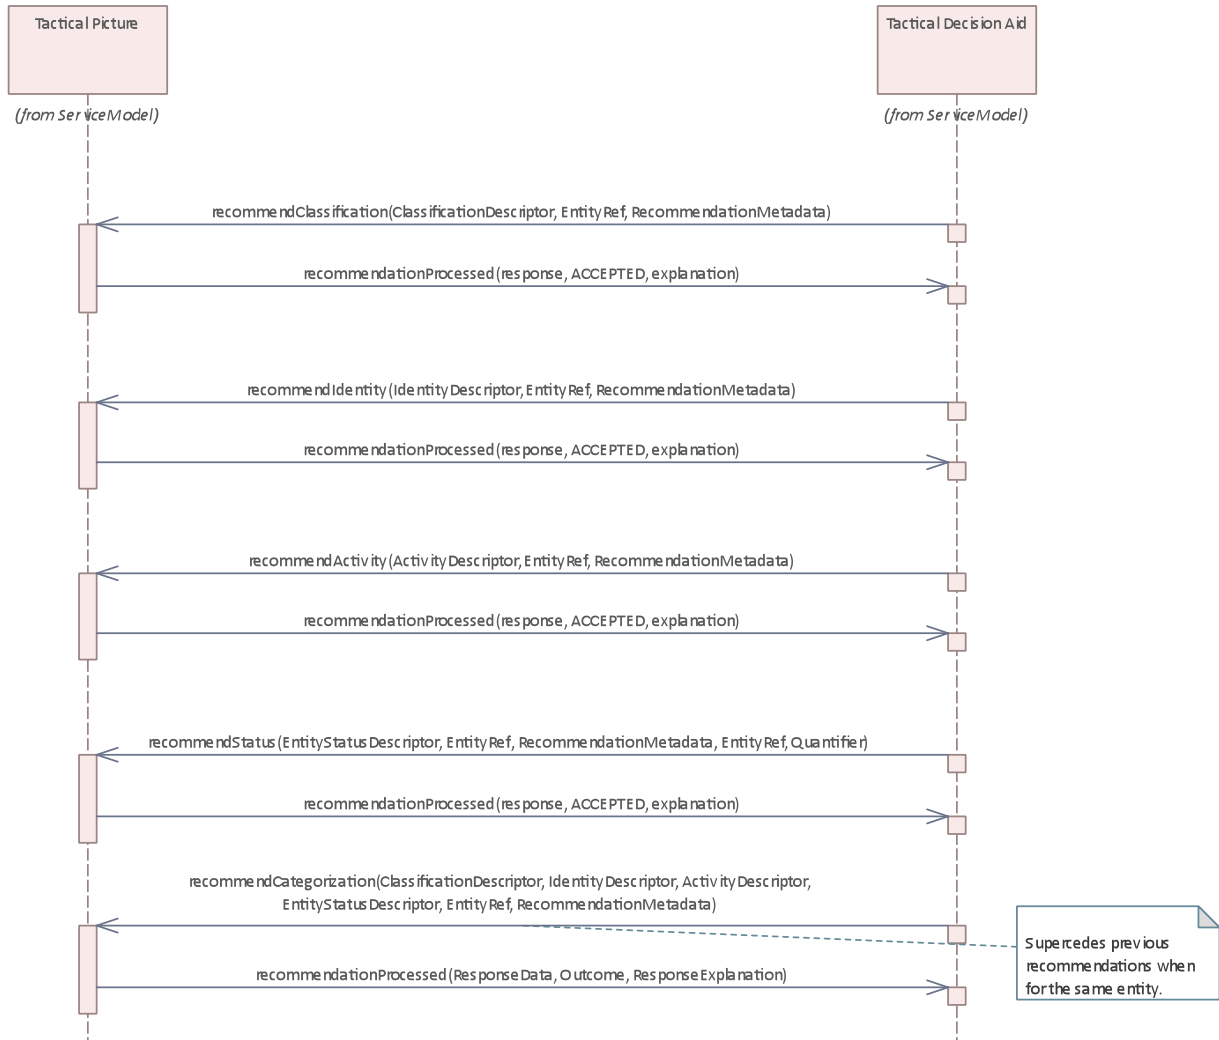 Tactical Picture
Tactical Decision Aid
(from ServiceModel)
(from ServiceModel)
recommendClassification(ClassificationDescriptor, EntityRef, RecommendationMetadata)
recommendationProcessed(response, ACCEPTED, explanation)
recommendIdentity(IdentityDescriptor, EntityRef, RecommendationMetadata)
recommendationProcessed(response, ACCEPTED, explanation)
recommendActivity(ActivityDescriptor, EntityRef, RecommendationMetadata)
recommendationProcessed(response, ACCEPTED, explanation)
recommendStatus(EntityStatusDescriptor, EntityRef, RecommendationMetadata, EntityRef, Quantifier)
recommendationProcessed(response, ACCEPTED, explanation)
recommendCategorization(ClassificationDescriptor, IdentityDescriptor, ActivityDescriptor,
EntityStatusDescriptor, EntityRef, RecommendationMetadata)
Supercedes previous
recommendations when
for the same entity.
recommendationProcessed(ResponseData, Outcome, ResponseExplanation)